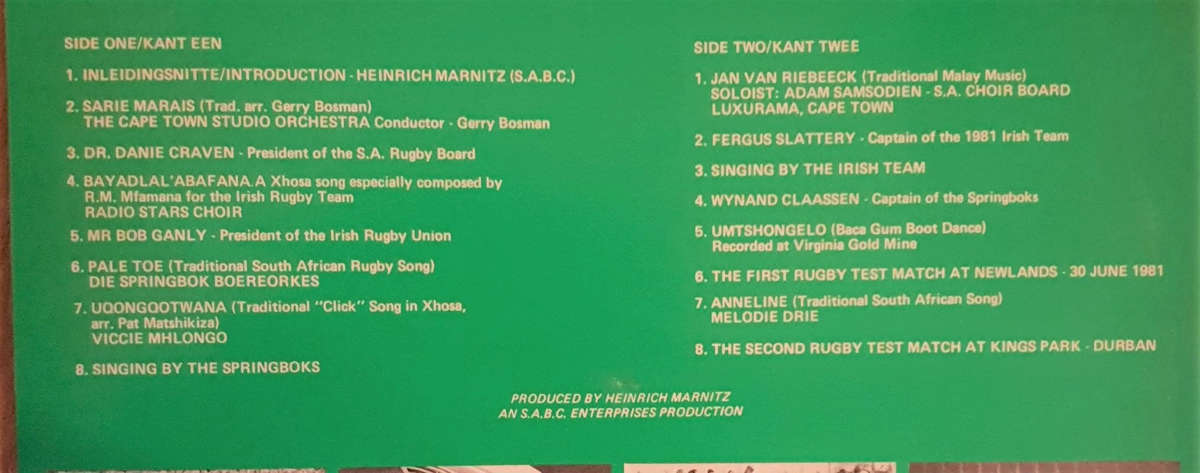 SIDE ONE/KANT EEN
1. INLEIDINGSNITTE/INTRODUCTION - HEINRICH MARNITZ (S.A.B.C.)
2. SARIE MARAIS (Trad. arr. Gerry Bosman)
THE CAPE TOWN STUDIO ORCHESTRA Conductor - Gerry Bosman
3. DR. DANIE CRAVEN - President of the S.A. Rugby Board
4. BAYADLAL'ABAFANA.A Xhosa song especially composed by
R.M. Mfamana for the Irish Rugby Team
RADIO STARS CHOIR
5. MR BOB GANLY - President of the Irish Rugby Union
6. PALE TOE (Traditional South African Rugby Song)
DIE SPRINGBOK BOEREORKES
7. UQONGQOTWANA (Traditional "Click" Song in Xhosa,
arr. Pat Matshikiza)
VICCIE MHLONGO
8. SINGING BY THE SPRINGBOKS
SIDE TWO/KANT TWEE
1. JAN VAN RIEBEECK (Traditional Malay Music)
SOLOIST: ADAM SAMSODIEN - S.A. CHOIR BOARD
LUXURAMA, CAPE TOWN
2. FERGUS SLATTERY - Captain of the 1981 Irish Team
3. SINGING BY THE IRISH TEAM
4. WYNAND CLAASSEN - Captain of the Springboks
5. UMTSHONGELO (Baca Gum Boot Dance)
Recorded at Virginia Gold Mine
6. THE FIRST RUGBY TEST MATCH AT NEWLANDS - 30 JUNE 1981
7. ANNELINE (Traditional South African Song)
MELODIE DRIE
8. THE SECOND RUGBY TEST MATCH AT KINGS PARK - DURBAN
PRODUCED BY HEINRICH MARNITZ
AN S.A.B.C. ENTERPRISES PRODUCTION